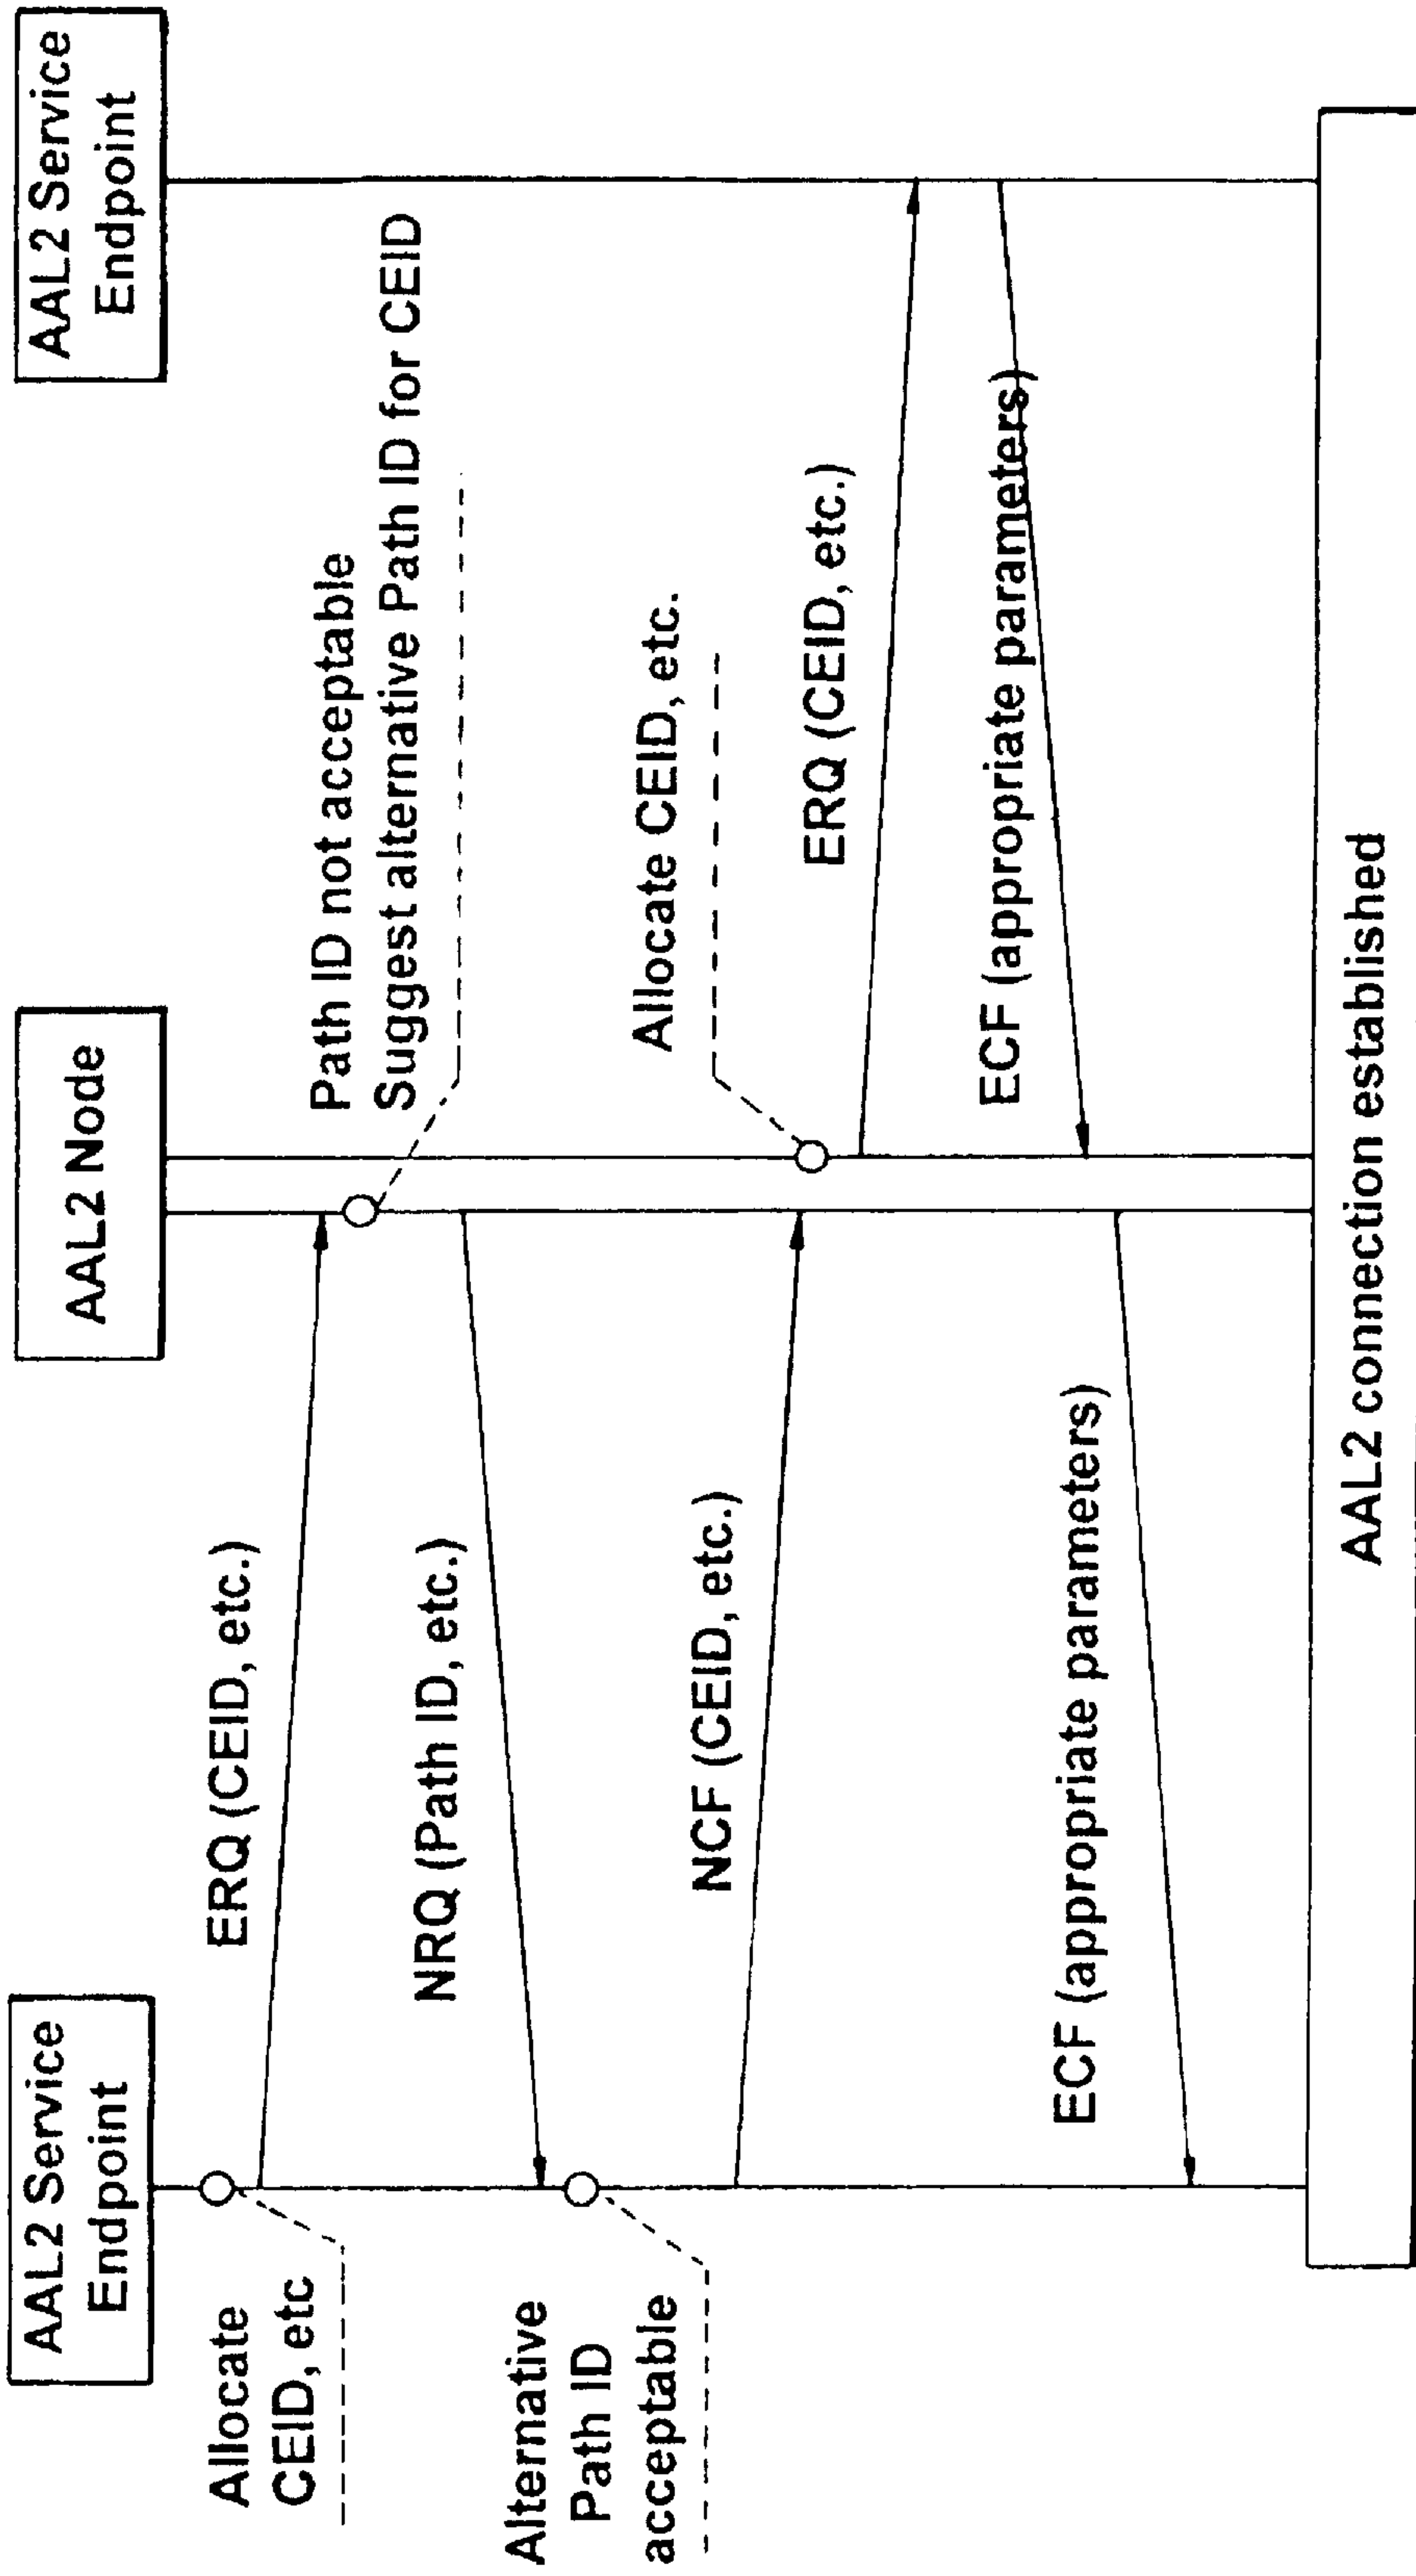 AAL2 Service
Endpoint
AAL2 Node
AAL2 Service
Endpoint
Allocate
CEID, etc
ERQ (CEID, etc.)
Path ID not acceptable
Suggest alternative Path ID for CEID
NRQ (Path ID, etc.)
Alternative
Path ID
acceptable
NCF (CEID, etc.)
Allocate CEID, etc.
ERQ (CEID, etc.)
ECF (appropriate parameters)
ECF (appropriate parameters)
AAL2 connection established